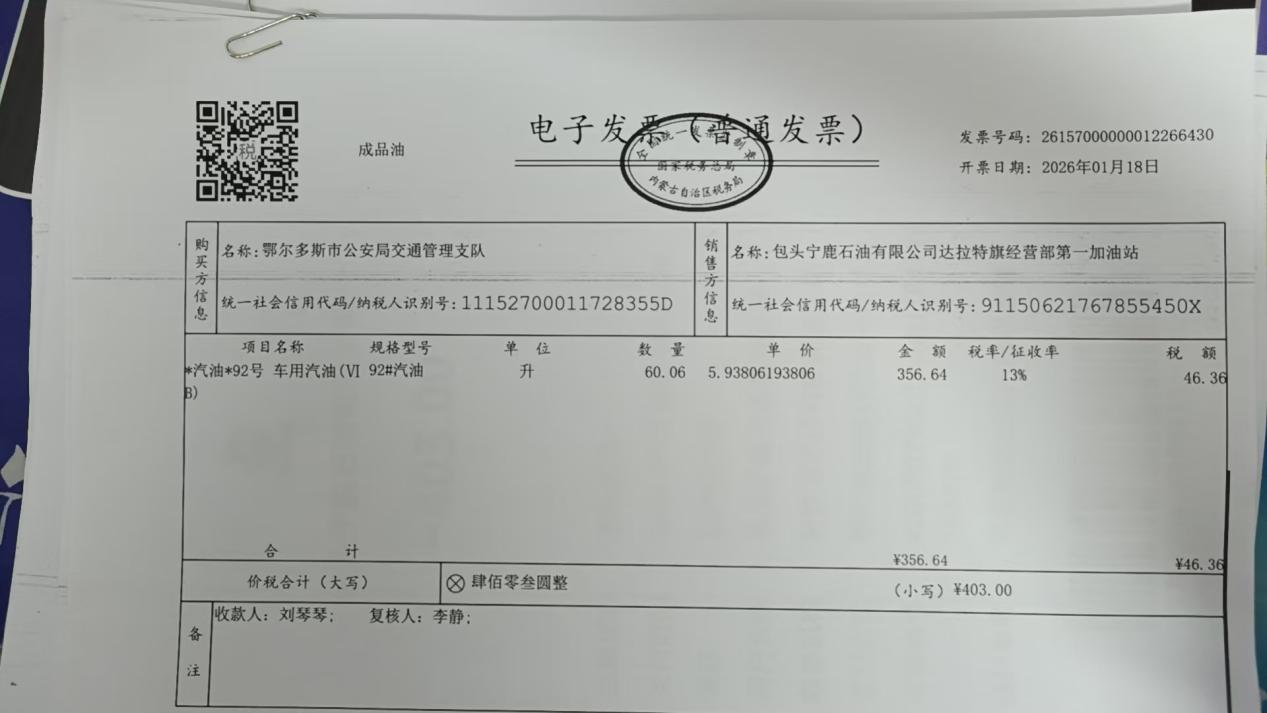 税
成品油
电子发票（普通发票）
全国统一发票监制章
国家税务总局
内蒙古自治区税务局
发票号码：26157000000012266430
开票日期：2026年01月18日
购买方信息
名称：鄂尔多斯市公安局交通管理支队
统一社会信用代码/纳税人识别号：11152700011728355D
销售方信息
名称：包头宁鹿石油有限公司达拉特旗经营部第一加油站
统一社会信用代码/纳税人识别号：91150621767855450X
项目名称 规格型号 单位 数量 单价 金额 税率/征收率 税额
*汽油*92号 车用汽油(VI 92#汽油 升 60.06 5.93806193806 356.64 13% 46.36
B)
合计 ¥356.64 ¥46.36
价税合计（大写） ⊗肆佰零叁圆整 （小写）¥403.00
备注
收款人：刘琴琴； 复核人：李静；